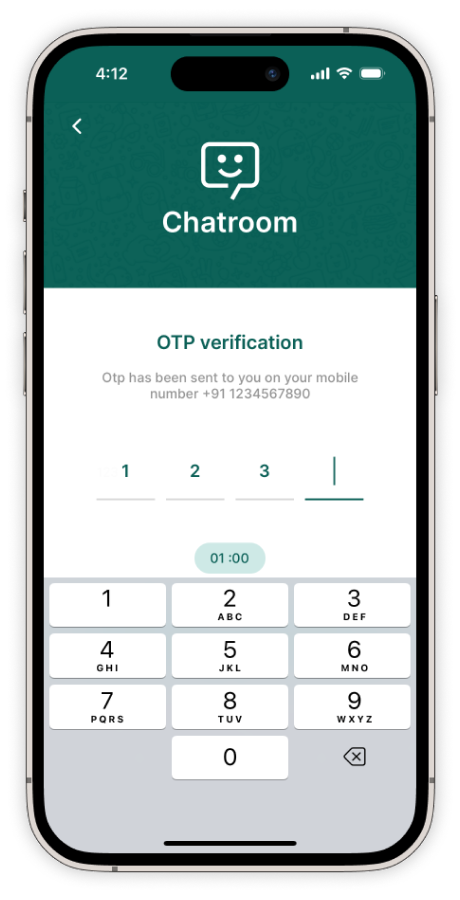 4:12
Chatroom
OTP verification
Otp has been sent to you on your mobile
number +91 1234567890
1 2 3
01 :00
1 2 3
ABC DEF
4 5 6
GHI JKL MNO
7 8 9
PQRS TUV WXYZ
0